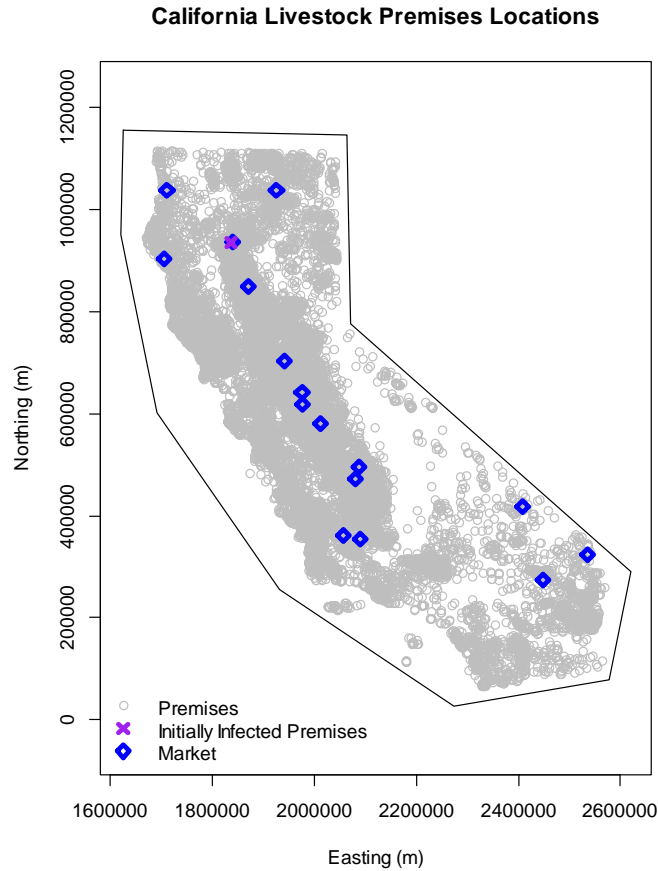 California Livestock Premises Locations
Northing (m)
1200000
1000000
800000
600000
400000
200000
0
Premises
Initially Infected Premises
Market
1600000 1800000 2000000 2200000 2400000 2600000
Easting (m)